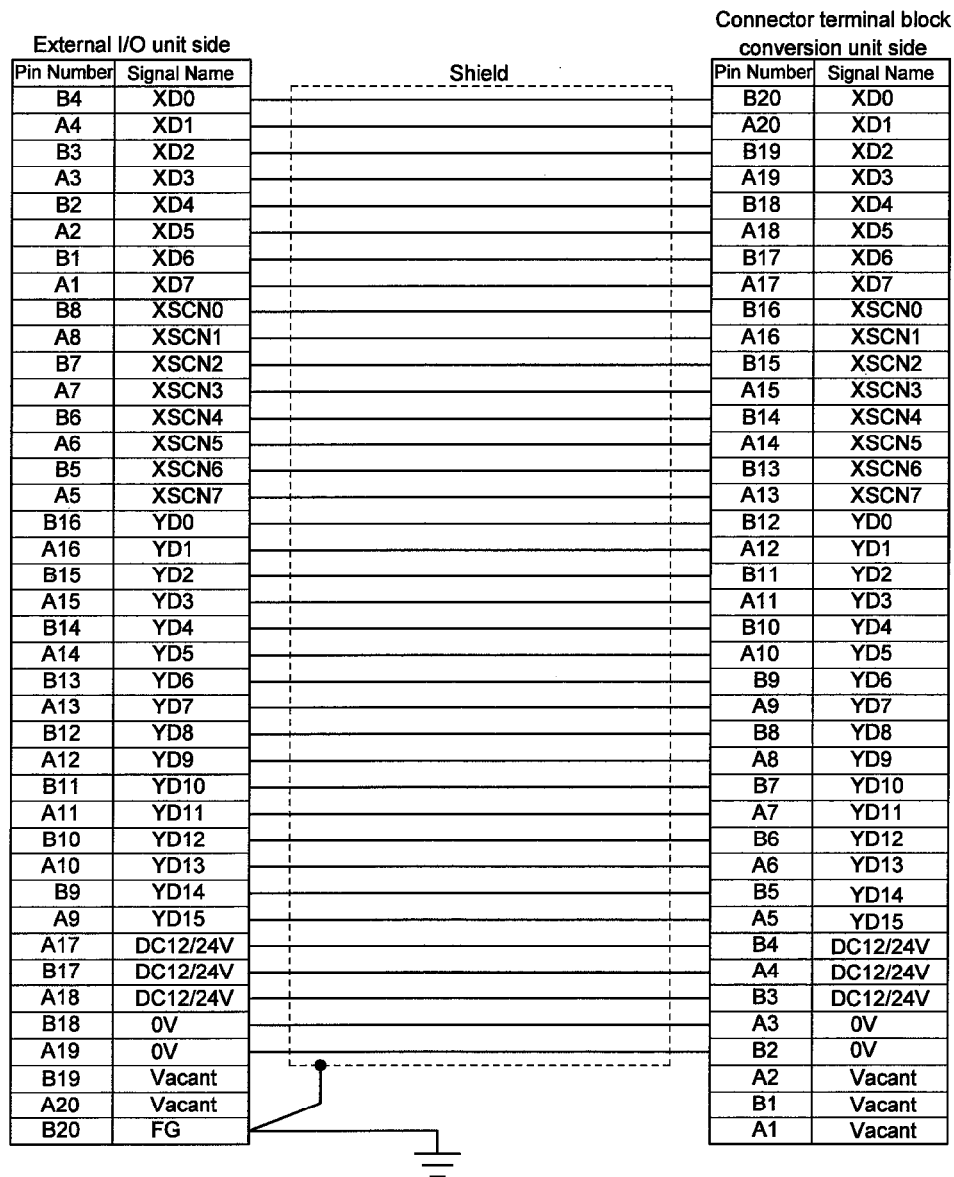 Connector terminal block
External I/O unit side conversion unit side
Pin Number Signal Name Shield Pin Number Signal Name
B4 XD0 B20 XD0
A4 XD1 A20 XD1
B3 XD2 B19 XD2
A3 XD3 A19 XD3
B2 XD4 B18 XD4
A2 XD5 A18 XD5
B1 XD6 B17 XD6
A1 XD7 A17 XD7
B8 XSCN0 B16 XSCN0
A8 XSCN1 A16 XSCN1
B7 XSCN2 B15 XSCN2
A7 XSCN3 A15 XSCN3
B6 XSCN4 B14 XSCN4
A6 XSCN5 A14 XSCN5
B5 XSCN6 B13 XSCN6
A5 XSCN7 A13 XSCN7
B16 YD0 B12 YD0
A16 YD1 A12 YD1
B15 YD2 B11 YD2
A15 YD3 A11 YD3
B14 YD4 B10 YD4
A14 YD5 A10 YD5
B13 YD6 B9 YD6
A13 YD7 A9 YD7
B12 YD8 B8 YD8
A12 YD9 A8 YD9
B11 YD10 B7 YD10
A11 YD11 A7 YD11
B10 YD12 B6 YD12
A10 YD13 A6 YD13
B9 YD14 B5 YD14
A9 YD15 A5 YD15
A17 DC12/24V B4 DC12/24V
B17 DC12/24V A4 DC12/24V
A18 DC12/24V B3 DC12/24V
B18 0V A3 0V
A19 0V B2 0V
B19 Vacant A2 Vacant
A20 Vacant B1 Vacant
B20 FG A1 Vacant